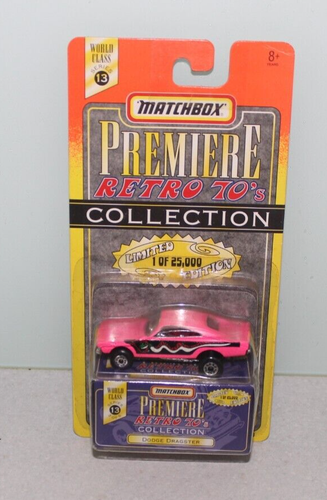 WORLD
CLASS
SERIES
13
8+
MATCHBOX
PREMIERE
RETRO 70's
COLLECTION
LIMITED
1 OF 25,000
EDITION
WORLD
CLASS
13
MATCHBOX
PREMIERE
RETRO 70's
COLLECTION
DODGE DRAGSTER